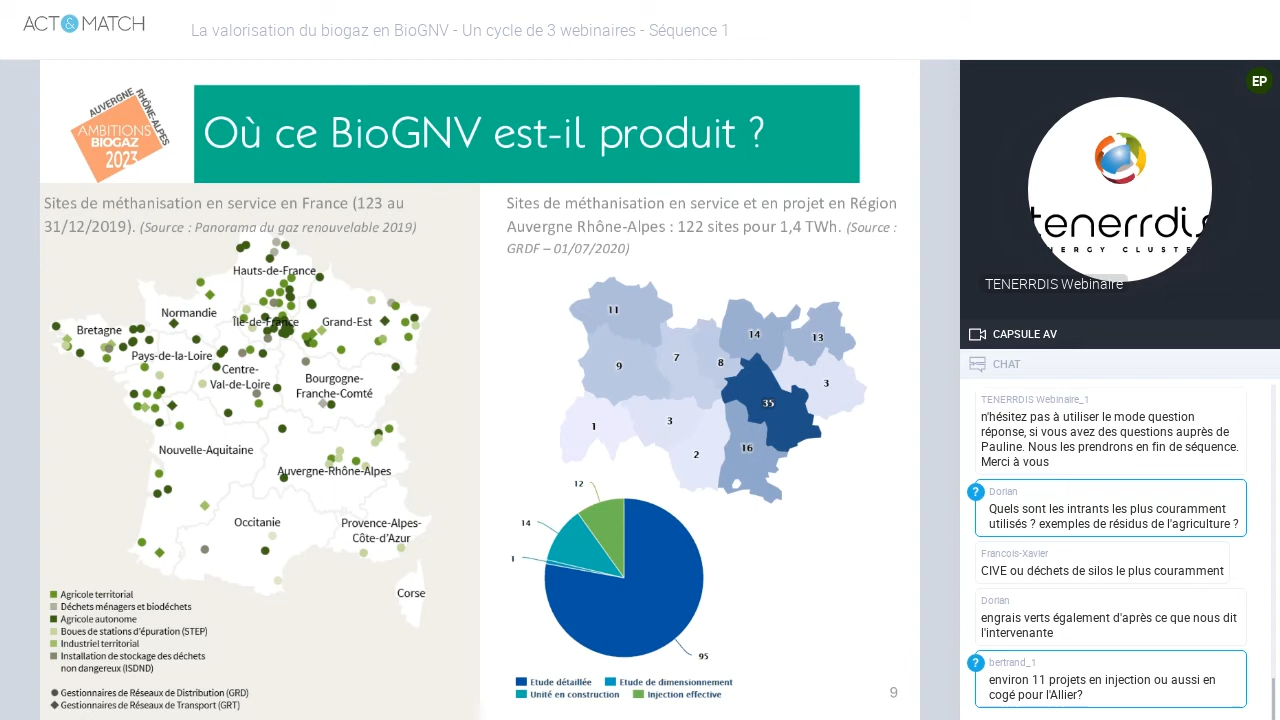 ACT & MATCH
La valorisation du biogaz en BioGNV - Un cycle de 3 webinaires - Séquence 1
AUVERGNE
RHÔNE-ALPES
AMBITIONS
BIOGAZ
2023
Où ce BioGNV est-il produit ?
Sites de méthanisation en service en France (123 au
31/12/2019). (Source : Panorama du gaz renouvelable 2019)
Hauts-de-France
Normandie
Île-de-France
Grand-Est
Bretagne
Pays-de-la-Loire
Centre-
Val-de-Loire
Bourgogne-
Franche-Comté
Nouvelle-Aquitaine
Auvergne-Rhône-Alpes
Occitanie
Provence-Alpes-
Côte-d'Azur
Corse
Agricole territorial
Déchets ménagers et biodéchets
Agricole autonome
Boues de stations d'épuration (STEP)
Industriel territorial
Installation de stockage des déchets
non dangereux (ISDND)
Gestionnaires de Réseaux de Distribution (GRD)
Gestionnaires de Réseaux de Transport (GRT)
Sites de méthanisation en service et en projet en Région
Auvergne Rhône-Alpes : 122 sites pour 1,4 TWh. (Source :
GRDF – 01/07/2020)
11
14
13
9
7
8
3
35
1
3
2
16
12
14
1
95
Etude détaillée
Etude de dimensionnement
Unité en construction
Injection effective
9
EP
tenerrdis
NERGY CLUSTE
TENERRDIS Webinaire
CAPSULE AV
CHAT
TENERRDIS Webinaire_1
n'hésitez pas à utiliser le mode question
réponse, si vous avez des questions auprès de
Pauline. Nous les prendrons en fin de séquence.
Merci à vous
?
Dorian
Quels sont les intrants les plus couramment
utilisés ? exemples de résidus de l'agriculture ?
Francois-Xavier
CIVE ou déchets de silos le plus couramment
Dorian
engrais verts également d'après ce que nous dit
l'intervenante
?
bertrand_1
environ 11 projets en injection ou aussi en
cogé pour l'Allier?